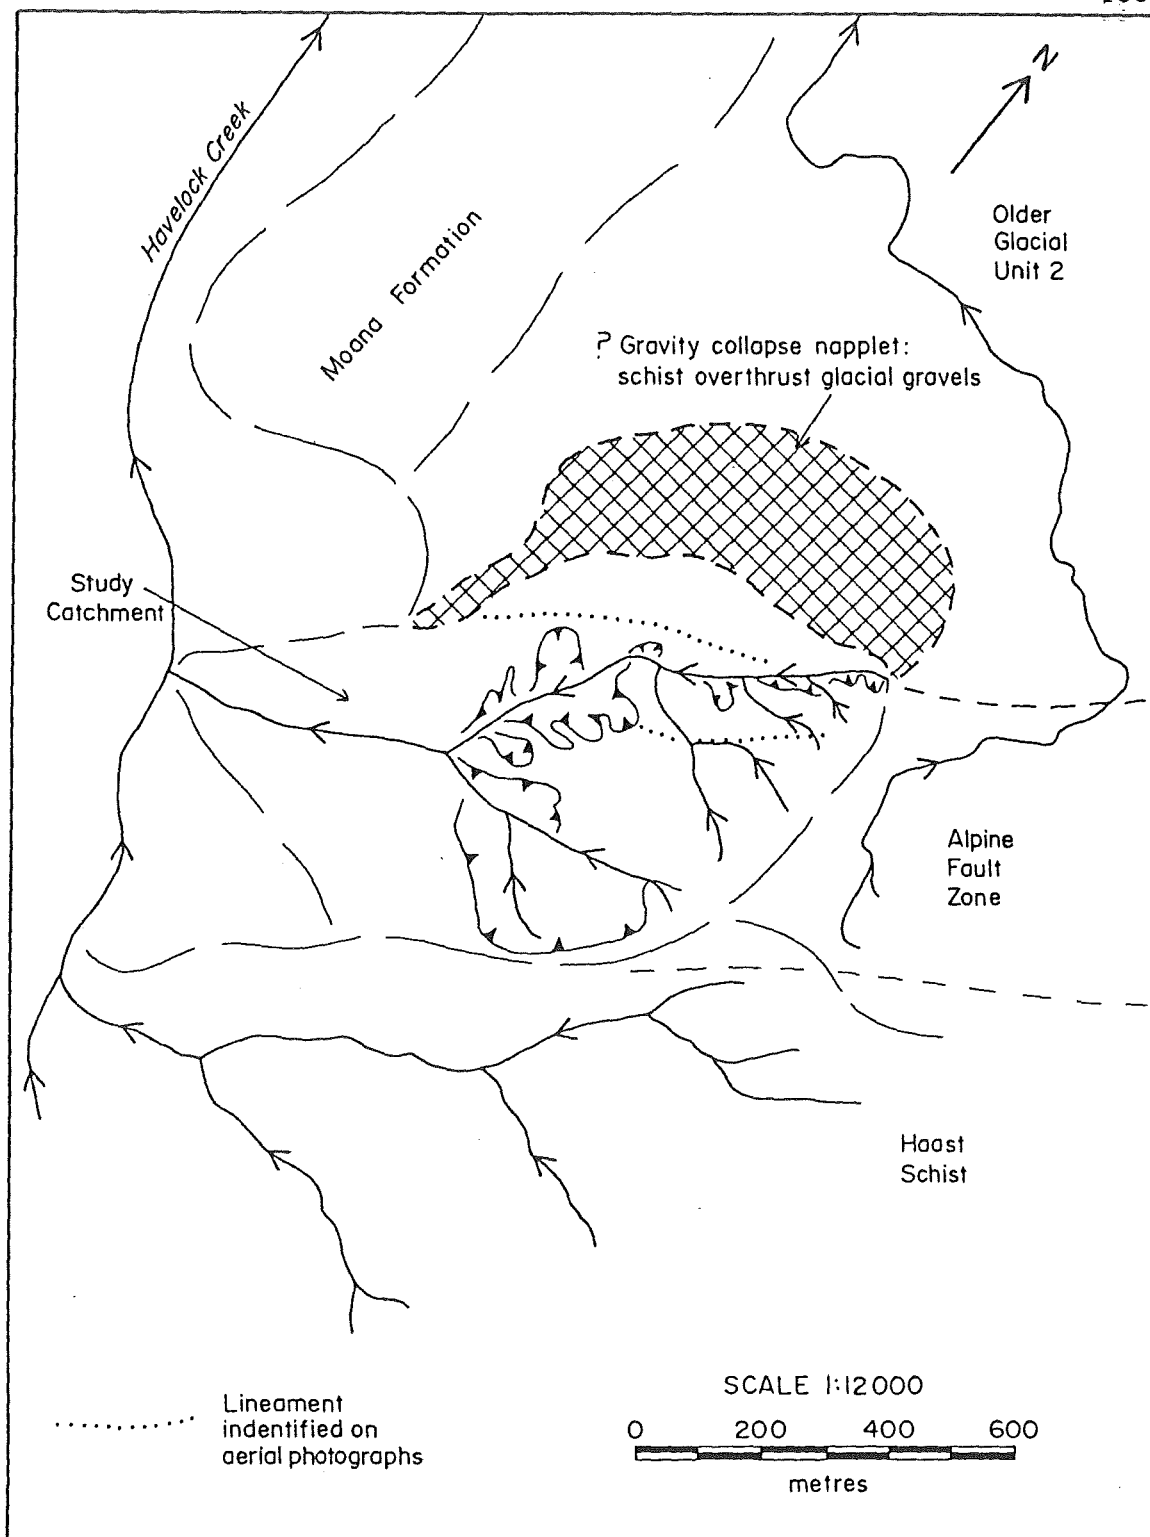 N
Havelock Creek
Older
Glacial
Unit 2
Moana Formation
? Gravity collapse napplet:
schist overthrust glacial gravels
Study
Catchment
Alpine
Fault
Zone
Haast
Schist
Lineament
indentified on
aerial photographs
SCALE 1:12000
0 200 400 600
metres